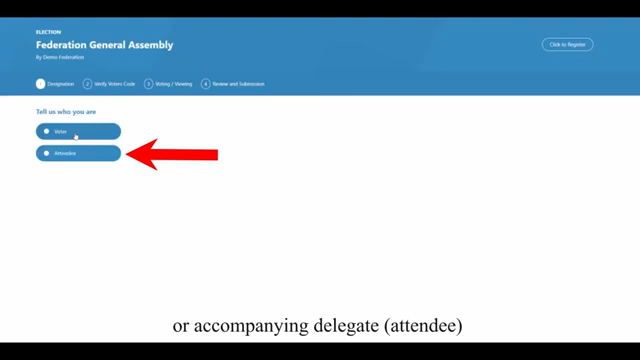 ELECTION
Federation General Assembly
By Demo Federation
Click to Register
1 Designation 2 Verify Voters Code 3 Voting / Viewing 4 Review and Submission
Tell us who you are
Voter
Attendee
or accompanying delegate (attendee)